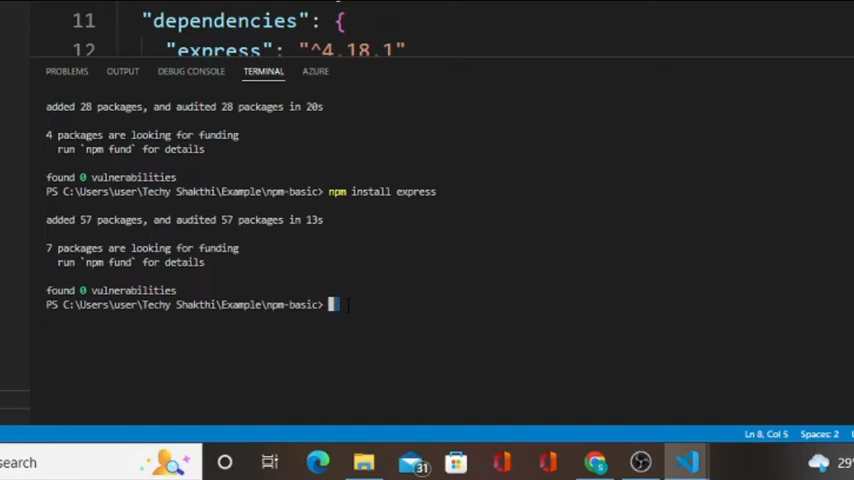 11 "dependencies": {
12 "express": "^4.18.1"
PROBLEMS OUTPUT DEBUG CONSOLE TERMINAL AZURE
added 28 packages, and audited 28 packages in 20s
4 packages are looking for funding
run `npm fund` for details
found 0 vulnerabilities
PS C:\Users\user\Techy Shakthi\Example\npm-basic> npm install express
added 57 packages, and audited 57 packages in 13s
7 packages are looking for funding
run `npm fund` for details
found 0 vulnerabilities
PS C:\Users\user\Techy Shakthi\Example\npm-basic>
Ln 8, Col 5 Spaces: 2
search 31 S 29°